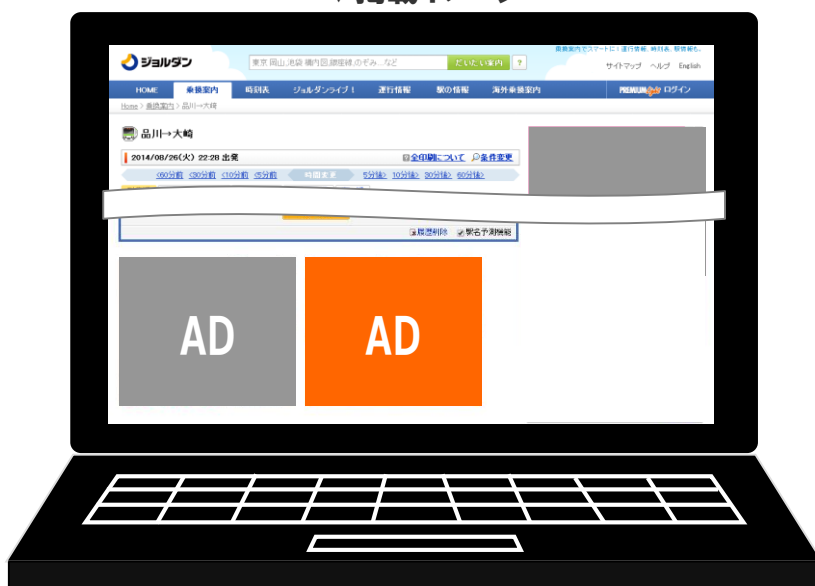 乗換案内でスマートに！運行情報、時刻表、駅情報も。
ジョルダン
東京,岡山,池袋 構内図,銀座線,のぞみ...など
だいたい案内
?
サイトマップ ヘルプ English
HOME 乗換案内 時刻表 ジョルダンライブ！ 運行情報 駅の情報 海外乗換案内 PREMIUM ログイン
Home > 乗換案内 > 品川→大崎
品川→大崎
2014/08/26(火) 22:28 出発 全印刷について 条件変更
<60分前 <30分前 <10分前 <5分前 時間変更 5分後> 10分後> 30分後> 60分後>
履歴削除 駅名予測機能
AD AD